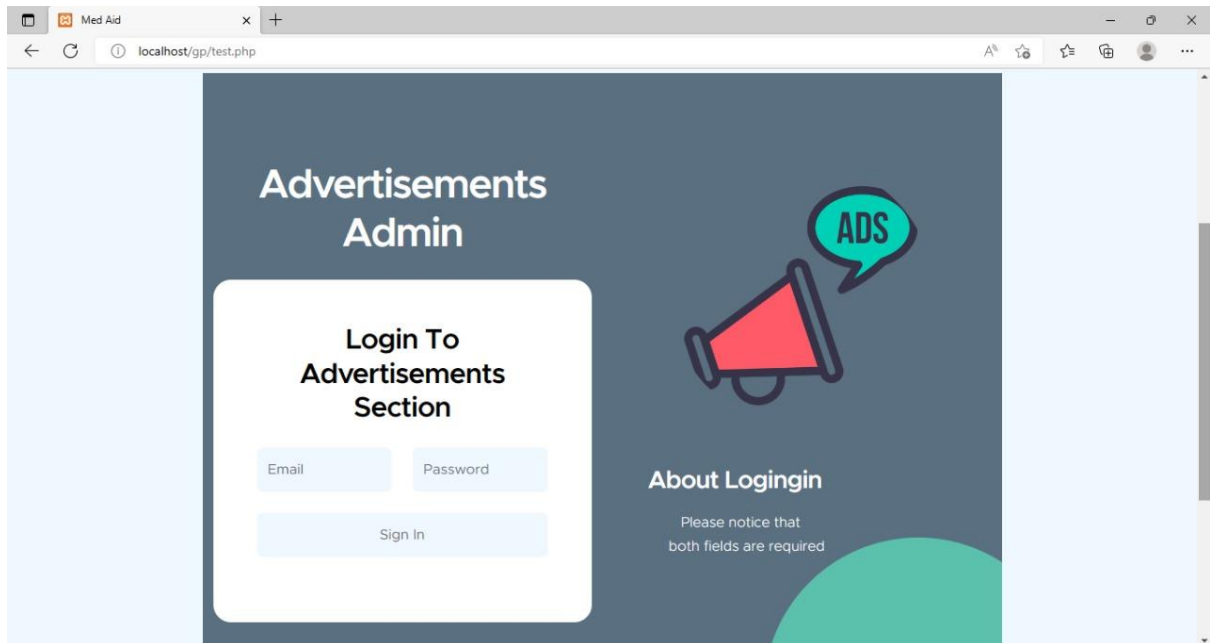 Med Aid
localhost/gp/test.php
Advertisements
Admin
ADS
Login To
Advertisements
Section
Email
Password
Sign In
About Logingin
Please notice that
both fields are required